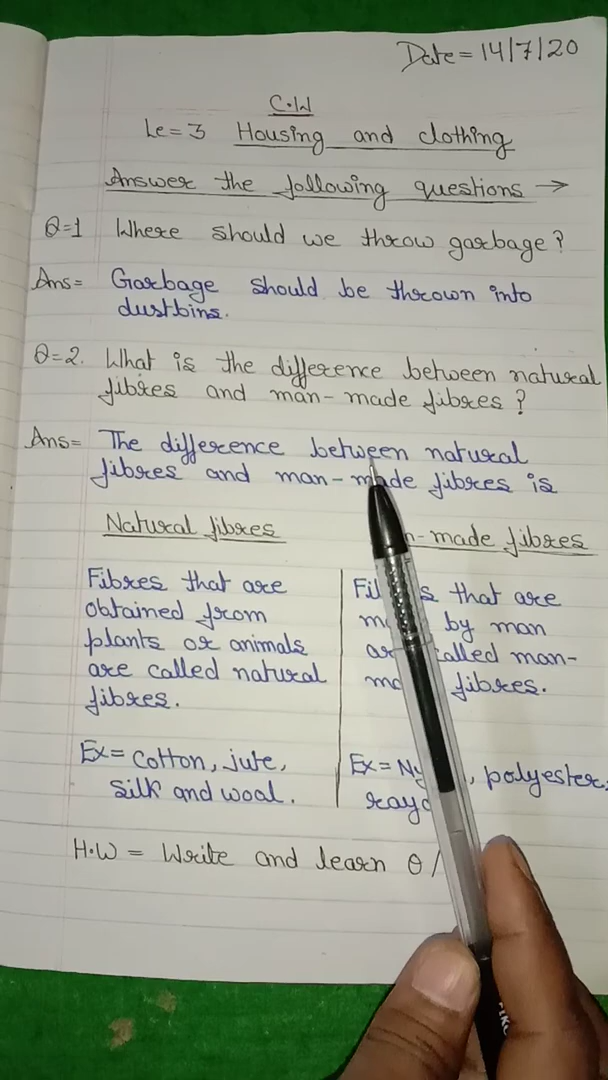 Date = 14/7/20
C.W
Le = 3 Housing and clothing
Answer the following questions →
Q=1 Where should we throw garbage?
Ans= Garbage should be thrown into
dustbins.
Q=2. What is the difference between natural
fibres and man-made fibres?
Ans= The difference between natural
fibres and man-made fibres is
Natural fibres
-made fibres
Fibres that are
obtained from
plants or animals
are called natural
fibres.
Ex= Cotton, jute,
silk and woal.
that are
by man
called man-
fibres.
Ex= , polyester,
H.W = Write and learn Q/